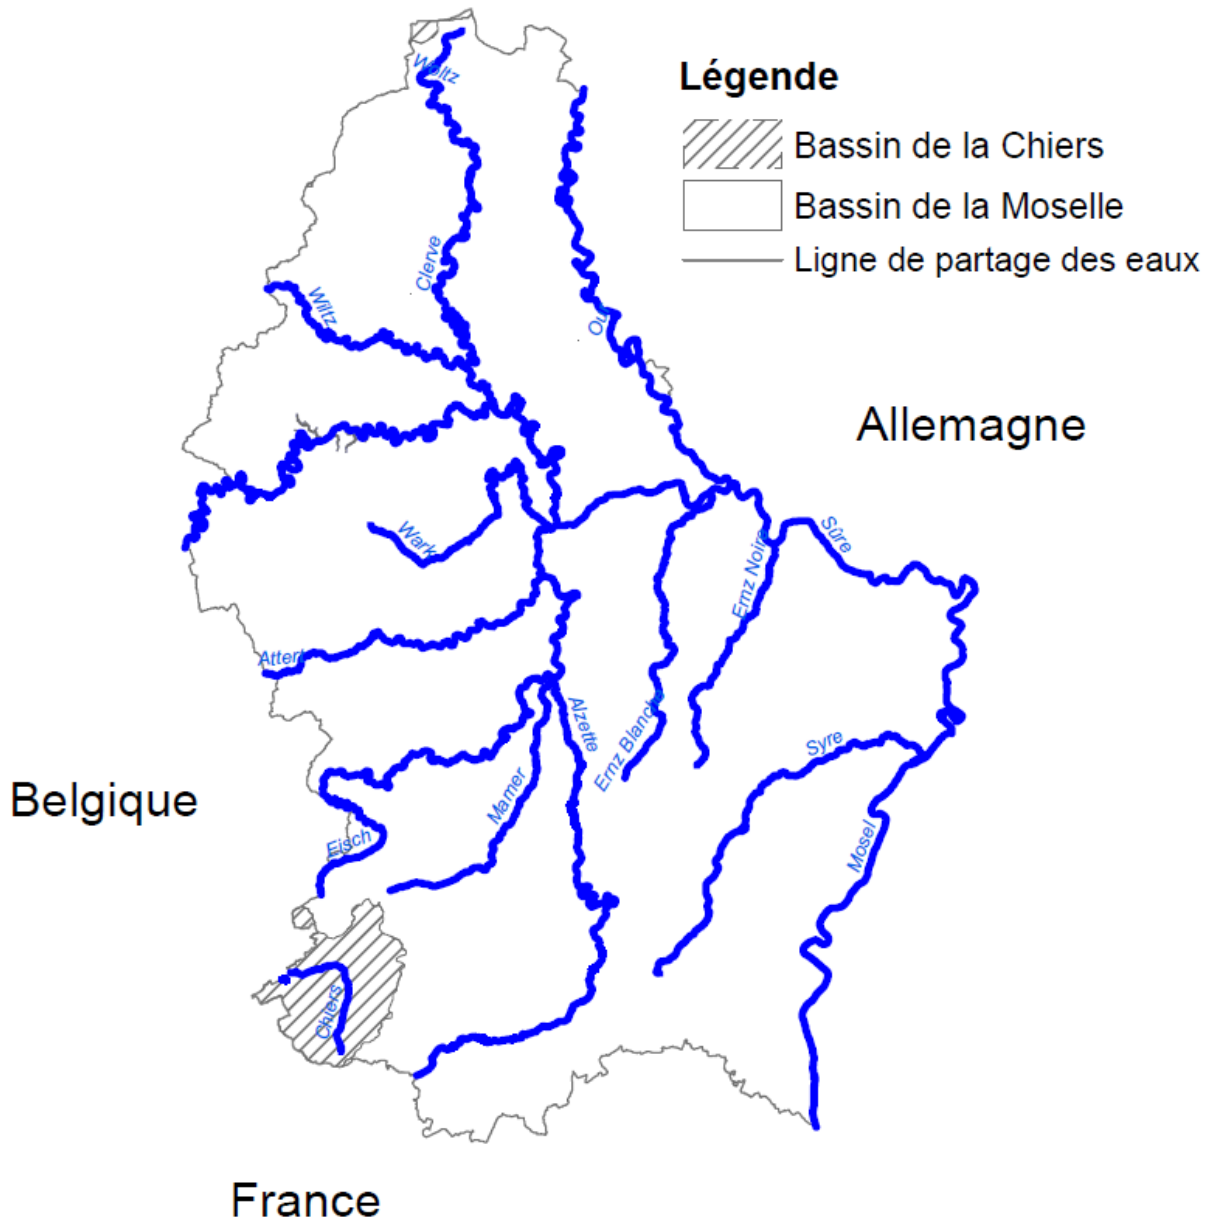 Légende
Bassin de la Chiers
Bassin de la Moselle
Ligne de partage des eaux
Woltz
Clerve
Wiltz
Our
Allemagne
Wark
Sûre
Ernz Noire
Attert
Alzette
Ernz Blanche
Syre
Belgique
Mamer
Eisch
Mosel
Chiers
France